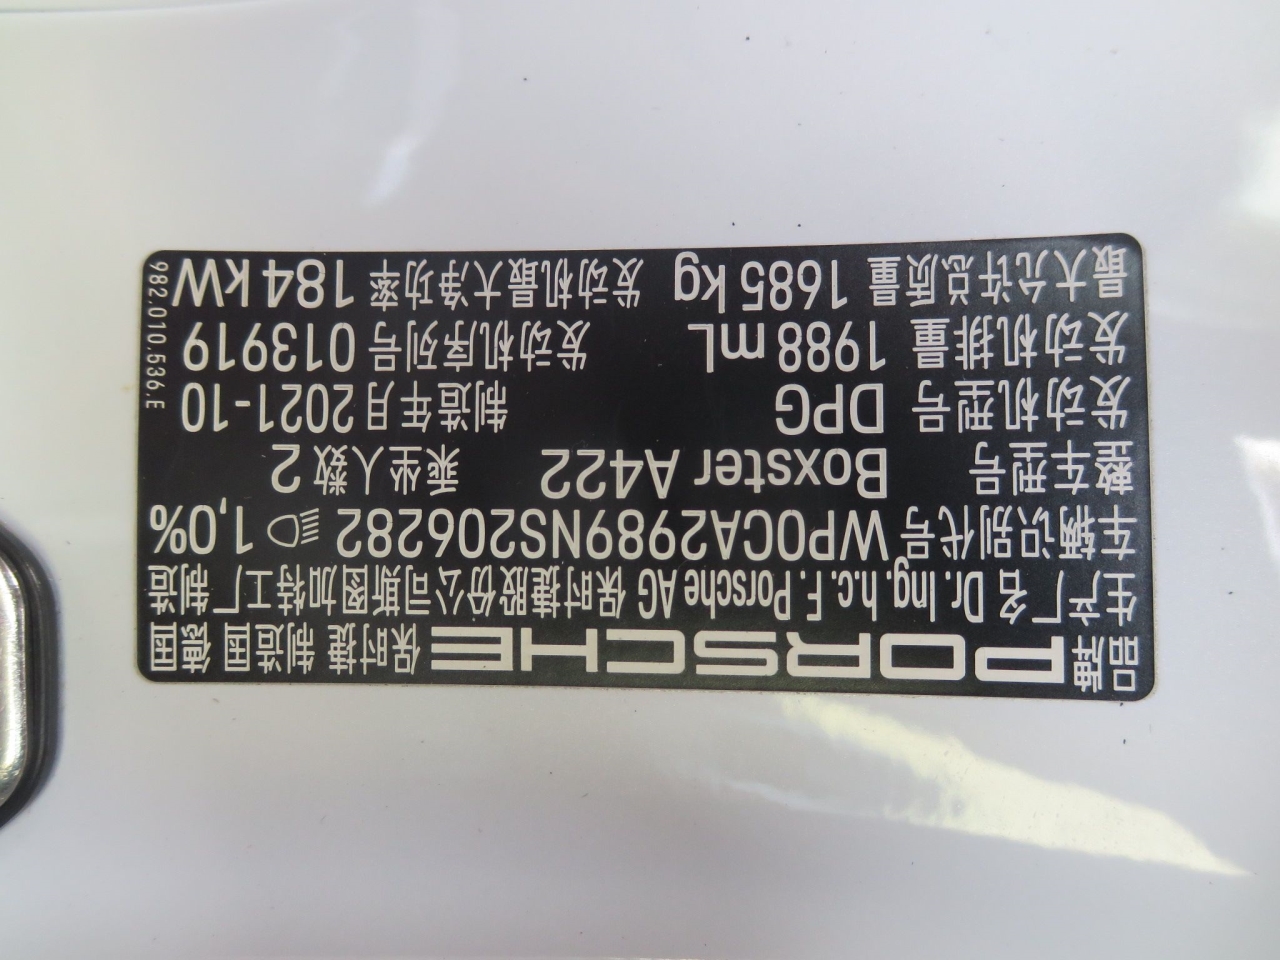 品牌 PORSCHE 保时捷 制造国 德国
生产厂名 Dr. Ing. h.c. F. Porsche AG 保时捷股份公司斯图加特工厂制造
车辆识别代号 WP0CA2989NS206282 1,0%
整车型号 Boxster A422 乘坐人数 2
发动机型号 DPG 制造年月 2021-10
发动机排量 1988 mL 发动机序列号 013919
最大允许总质量 1685 kg 发动机最大净功率 184 kW
982.010.536.E